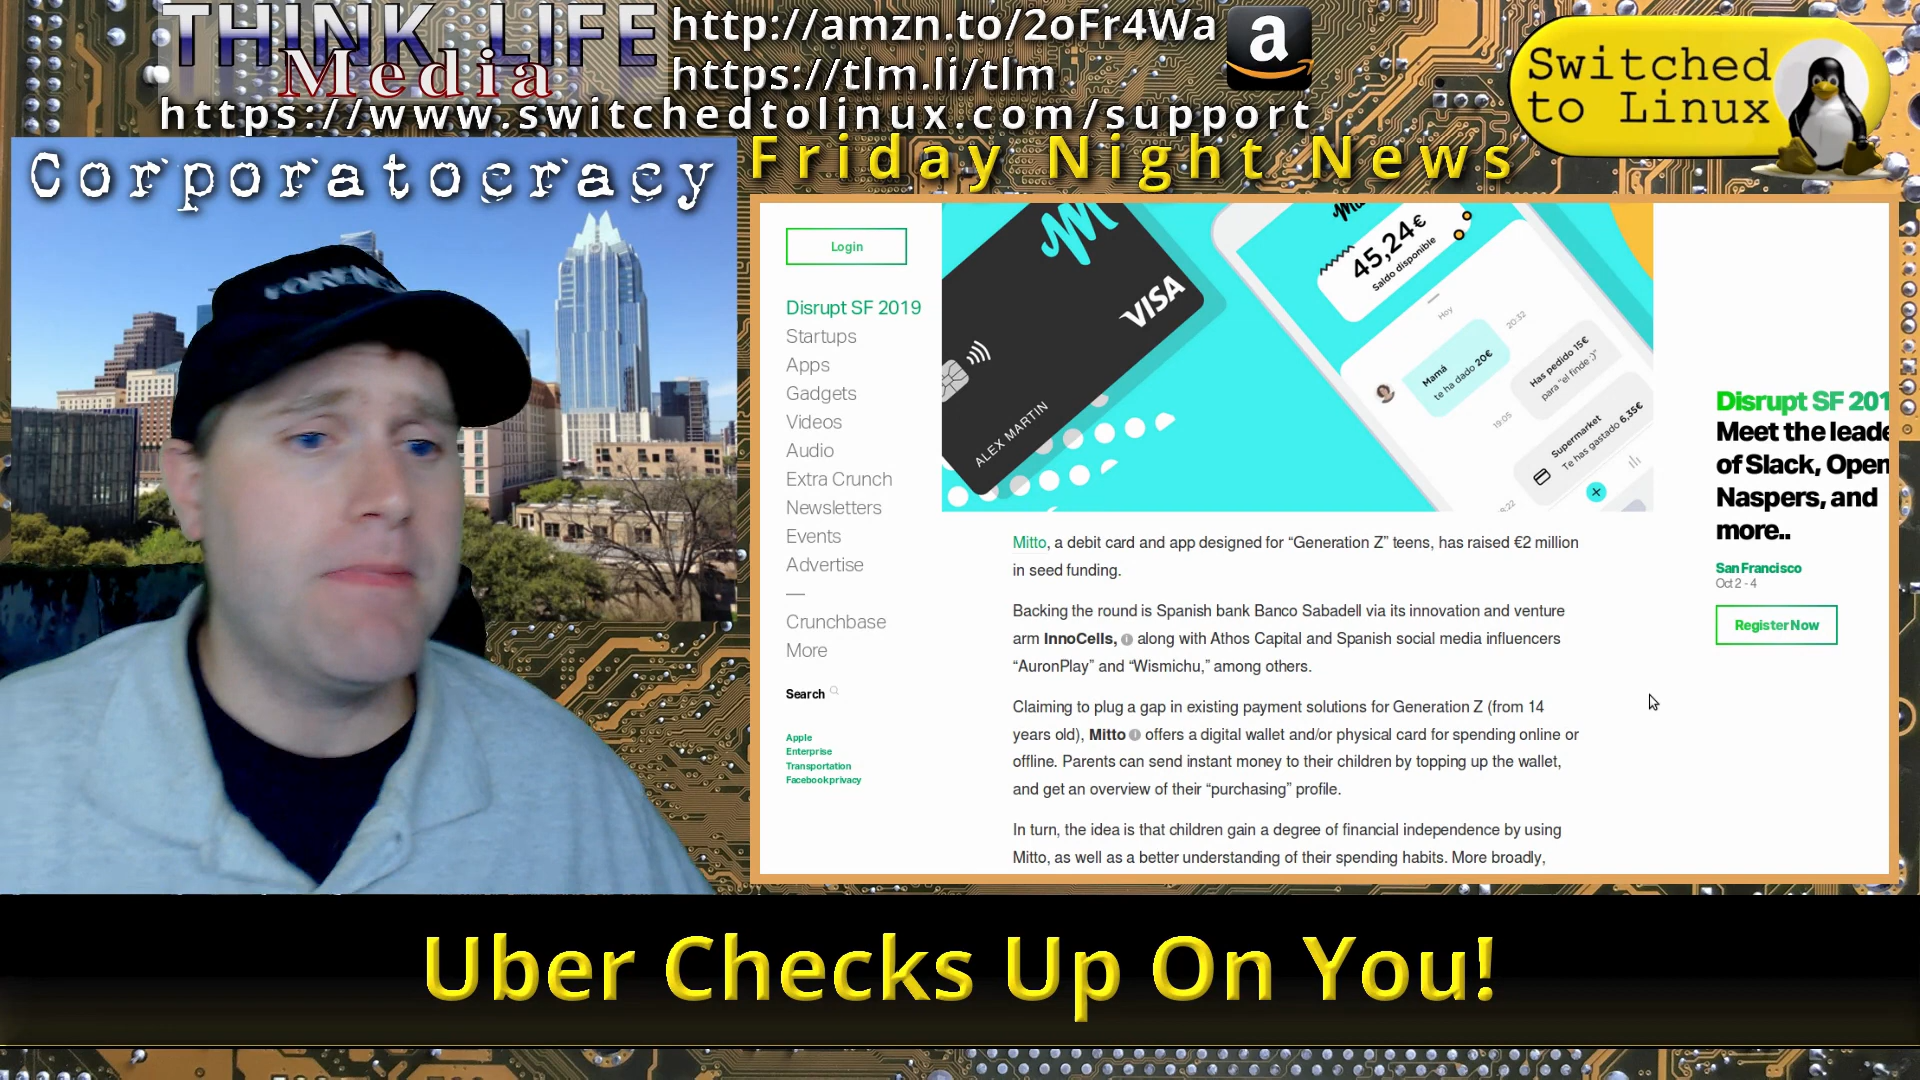 THINK LIFE
Media
http://amzn.to/2oFr4Wa
https://tlm.li/tlm
https://www.switchedtolinux.com/support
a
Switched
to Linux
Corporatocracy
Friday Night News
Login
Disrupt SF 2019
Startups
Apps
Gadgets
Videos
Audio
Extra Crunch
Newsletters
Events
Advertise
—
Crunchbase
More
Search
Apple
Enterprise
Transportation
Facebook privacy
VISA
ALEX MARTIN
45,24€
Saldo disponible
Hoy
20:32
Mamá
te ha dado 20€
Has pedido 15€
para "el finde :)"
19:05
Supermarket
Te has gastado 6,35€
Mitto, a debit card and app designed for “Generation Z” teens, has raised €2 million
in seed funding.
Backing the round is Spanish bank Banco Sabadell via its innovation and venture
arm InnoCells, along with Athos Capital and Spanish social media influencers
“AuronPlay” and “Wismichu,” among others.
Claiming to plug a gap in existing payment solutions for Generation Z (from 14
years old), Mitto offers a digital wallet and/or physical card for spending online or
offline. Parents can send instant money to their children by topping up the wallet,
and get an overview of their “purchasing” profile.
In turn, the idea is that children gain a degree of financial independence by using
Mitto, as well as a better understanding of their spending habits. More broadly,
Disrupt SF 201
Meet the leade
of Slack, Open
Naspers, and
more..
San Francisco
Oct 2 - 4
Register Now
Uber Checks Up On You!